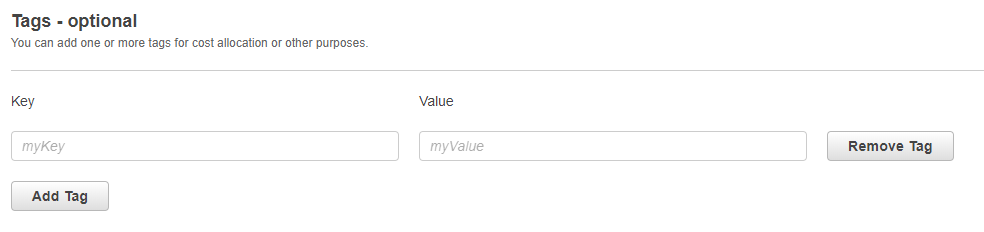 Tags - optional
You can add one or more tags for cost allocation or other purposes.
Key Value
myKey myValue Remove Tag
Add Tag